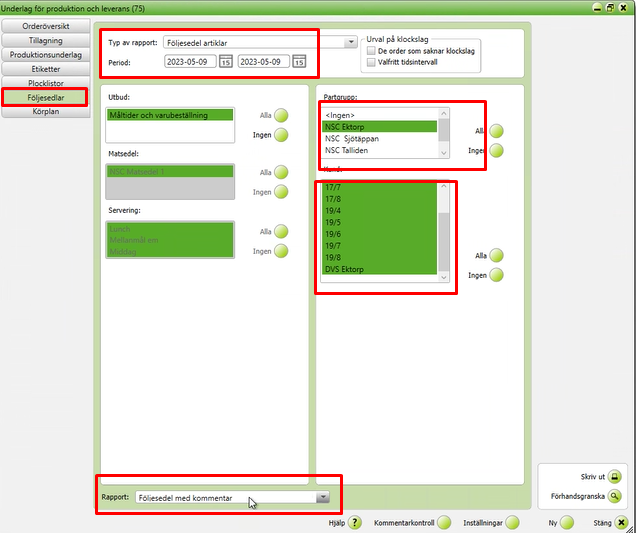 Underlag för produktion och leverans (75)
Orderöversikt
Tillagning
Produktionsunderlag
Etiketter
Plocklistor
Följesedlar
Körplan
Typ av rapport: Följesedel artiklar
Period: 2023-05-09 15 2023-05-09 15
Urval på klockslag
De order som saknar klockslag
Valfritt tidsintervall
Utbud:
Måltider och varubeställning
Alla
Ingen
Matsedel:
NSC Matsedel 1
Alla
Ingen
Servering:
Lunch
Mellanmål em
Middag
Alla
Ingen
Partgrupp:
<Ingen>
NSC Ektorp
NSC Sjötäppan
NSC Talliden
Alla
Ingen
Kund:
17/7
17/8
19/4
19/5
19/6
19/7
19/8
DVS Ektorp
Alla
Ingen
Rapport: Följesedel med kommentar
Skriv ut
Förhandsgranska
Hjälp ? Kommentarkontroll Inställningar Ny Stäng